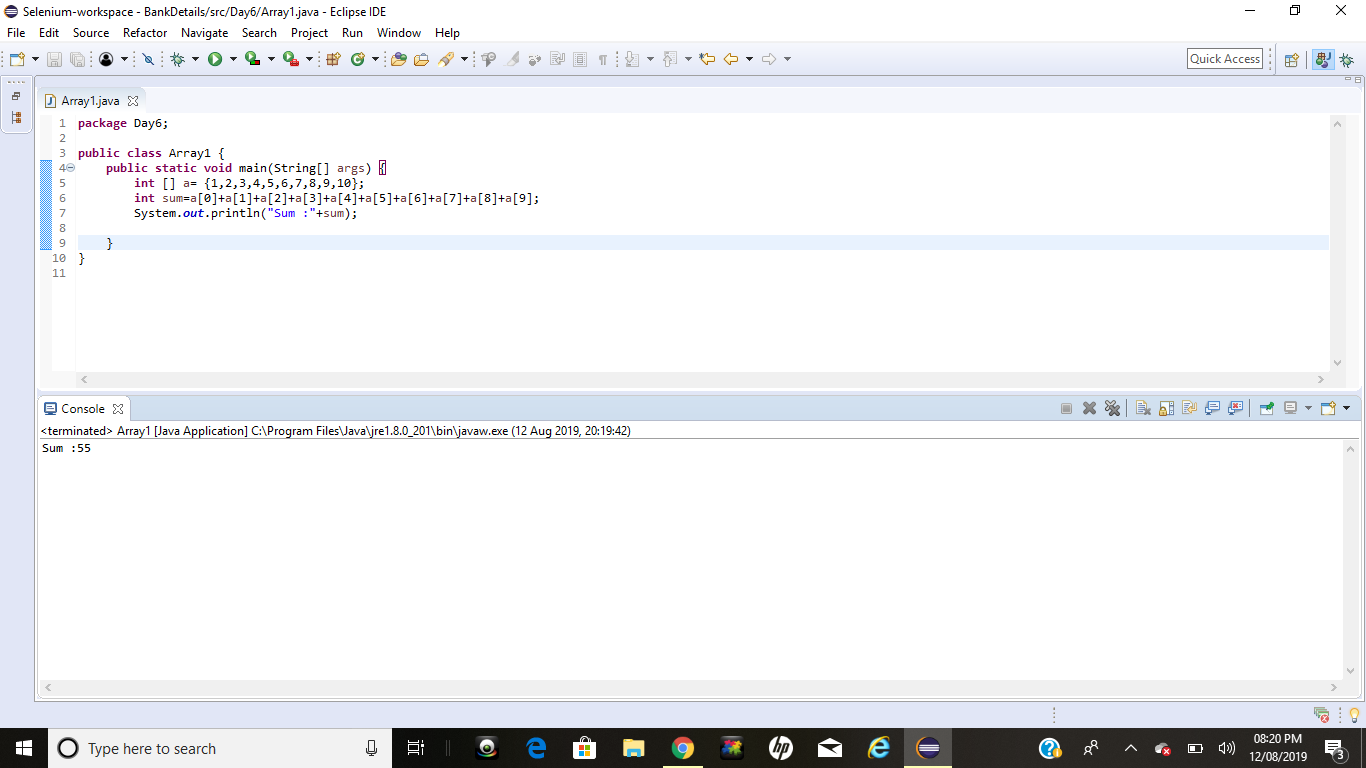 Selenium-workspace - BankDetails/src/Day6/Array1.java - Eclipse IDE
File Edit Source Refactor Navigate Search Project Run Window Help
Quick Access
Array1.java
1 package Day6;
2
3 public class Array1 {
4 public static void main(String[] args) {
5 int [] a= {1,2,3,4,5,6,7,8,9,10};
6 int sum=a[0]+a[1]+a[2]+a[3]+a[4]+a[5]+a[6]+a[7]+a[8]+a[9];
7 System.out.println("Sum :"+sum);
8
9 }
10 }
11
Console
<terminated> Array1 [Java Application] C:\Program Files\Java\jre1.8.0_201\bin\javaw.exe (12 Aug 2019, 20:19:42)
Sum :55
Type here to search
hp
08:20 PM
12/08/2019
3